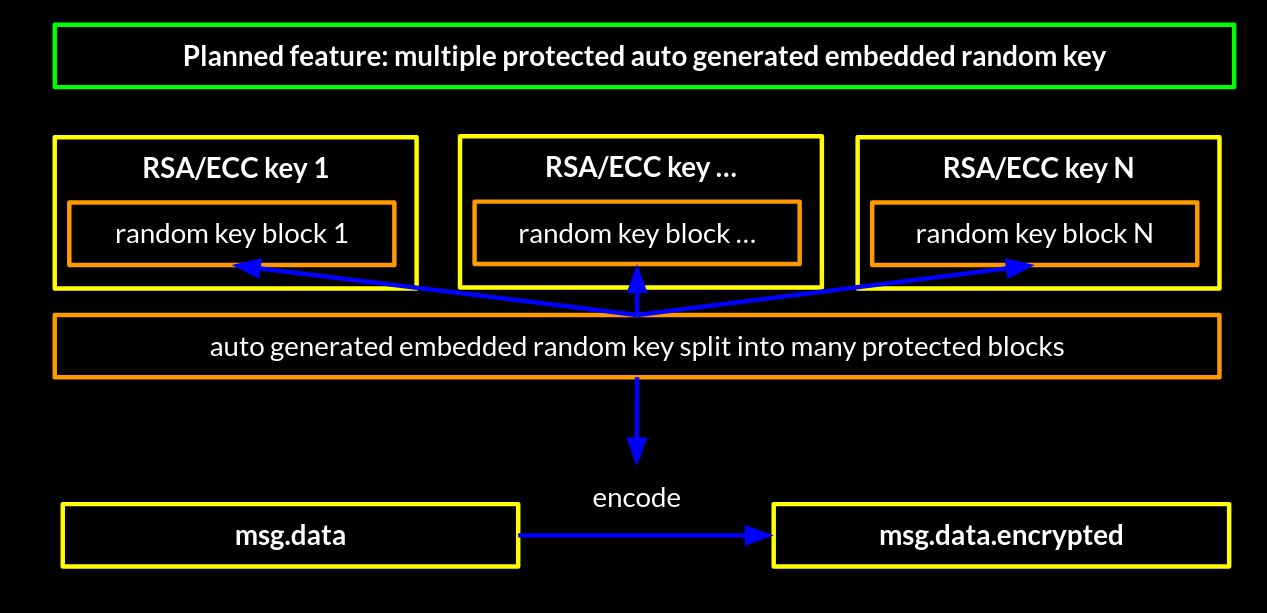 Planned feature: multiple protected auto generated embedded random key
RSA/ECC key 1
RSA/ECC key ...
RSA/ECC key N
random key block 1
random key block ...
random key block N
auto generated embedded random key split into many protected blocks
encode
msg.data
msg.data.encrypted